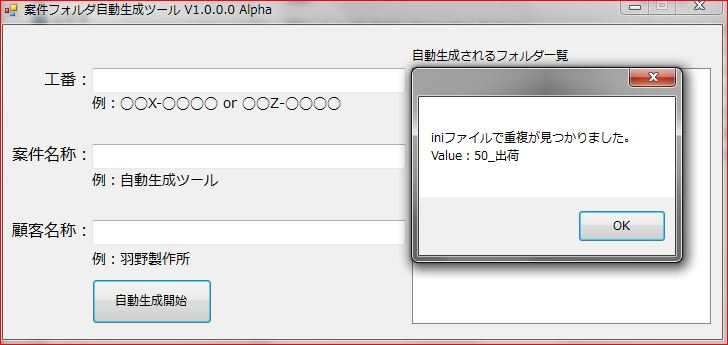 案件フォルダ自動生成ツール V1.0.0.0 Alpha
自動生成されるフォルダ一覧
工番：
例：〇〇X-〇〇〇〇 or 〇〇Z-〇〇〇〇
案件名称：
例：自動生成ツール
顧客名称：
例：羽野製作所
自動生成開始
iniファイルで重複が見つかりました。
Value：50_出荷
OK